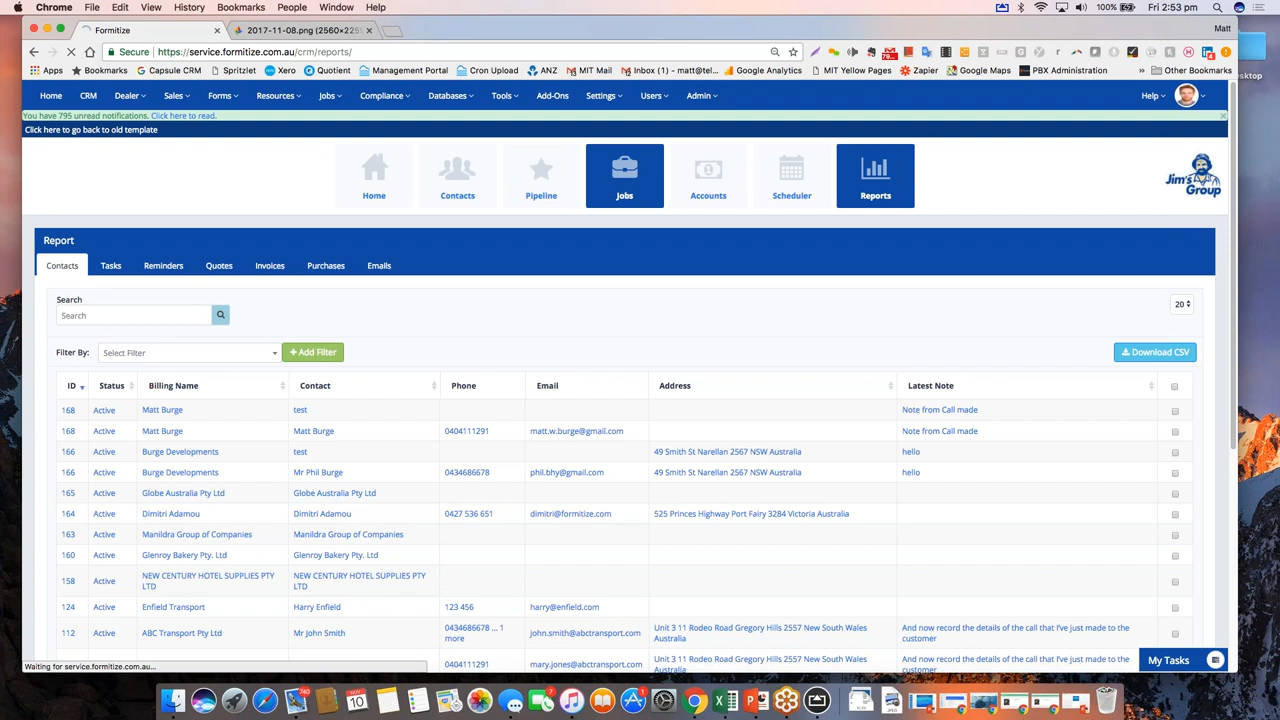 Chrome File Edit View History Bookmarks People Window Help 100% Fri 2:53 pm
Formitize 2017-11-08.png (2560×225 Matt
Secure https://service.formitize.com.au/crm/reports/
Apps Bookmarks Capsule CRM Spritzlet Xero Quotient Management Portal Cron Upload ANZ MIT Mail Inbox (1) - matt@tel... Google Analytics MIT Yellow Pages Zapier Google Maps PBX Administration » Other Bookmarks
Home CRM Dealer Sales Forms Resources Jobs Compliance Databases Tools Add-Ons Settings Users Admin Help
You have 795 unread notifications. Click here to read.
Click here to go back to old template
Home Contacts Pipeline Jobs Accounts Scheduler Reports
Jim's Group
Report
Contacts Tasks Reminders Quotes Invoices Purchases Emails
Search
Search 20
Filter By: Select Filter + Add Filter Download CSV
ID Status Billing Name Contact Phone Email Address Latest Note
168 Active Matt Burge test Note from Call made
168 Active Matt Burge Matt Burge 0404111291 matt.w.burge@gmail.com Note from Call made
166 Active Burge Developments test 49 Smith St Narellan 2567 NSW Australia hello
166 Active Burge Developments Mr Phil Burge 0434686678 phil.bhy@gmail.com 49 Smith St Narellan 2567 NSW Australia hello
165 Active Globe Australia Pty Ltd Globe Australia Pty Ltd
164 Active Dimitri Adamou Dimitri Adamou 0427 536 651 dimitri@formitize.com 525 Princes Highway Port Fairy 3284 Victoria Australia
163 Active Manildra Group of Companies Manildra Group of Companies
160 Active Glenroy Bakery Pty. Ltd Glenroy Bakery Pty. Ltd
158 Active NEW CENTURY HOTEL SUPPLIES PTY LTD NEW CENTURY HOTEL SUPPLIES PTY LTD
124 Active Enfield Transport Harry Enfield 123 456 harry@enfield.com
112 Active ABC Transport Pty Ltd Mr John Smith 0434686678 ... 1 more john.smith@abctransport.com Unit 3 11 Rodeo Road Gregory Hills 2557 New South Wales Australia And now record the details of the call that I've just made to the customer
0404111291 mary.jones@abctransport.com Unit 3 11 Rodeo Road Gregory Hills 2557 New South Wales Australia And now record the details of the call that I've just made to the customer
Waiting for service.formitize.com.au... My Tasks